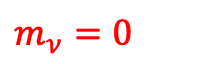 𝑚_𝜈 = 0